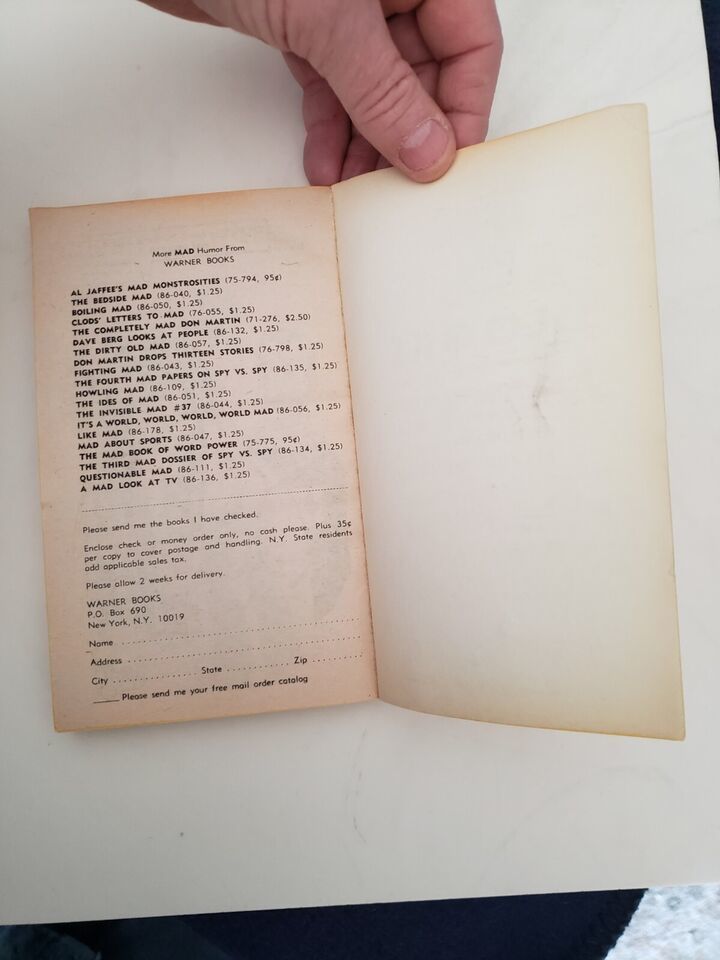 More MAD Humor From
WARNER BOOKS
AL JAFFEE'S MAD MONSTROSITIES (75-794, 95¢)
THE BEDSIDE MAD (86-040, $1.25)
BOILING MAD (86-050, $1.25)
CLODS' LETTERS TO MAD (76-055, $1.25)
THE COMPLETELY MAD DON MARTIN (71-276, $2.50)
DAVE BERG LOOKS AT PEOPLE (86-132, $1.25)
THE DIRTY OLD MAD (86-057, $1.25)
DON MARTIN DROPS THIRTEEN STORIES (76-798, $1.25)
FIGHTING MAD (86-043, $1.25)
THE FOURTH MAD PAPERS ON SPY VS. SPY (86-135, $1.25)
HOWLING MAD (86-109, $1.25)
THE IDES OF MAD (86-051, $1.25)
THE INVISIBLE MAD #37 (86-044, $1.25)
IT'S A WORLD, WORLD, WORLD, WORLD MAD (86-056, $1.25)
LIKE MAD (86-178, $1.25)
MAD ABOUT SPORTS (86-047, $1.25)
THE MAD BOOK OF WORD POWER (75-775, 95¢)
THE THIRD MAD DOSSIER OF SPY VS. SPY (86-134, $1.25)
QUESTIONABLE MAD (86-111, $1.25)
A MAD LOOK AT TV (86-136, $1.25)
Please send me the books I have checked.
Enclose check or money order only, no cash please. Plus 35¢
per copy to cover postage and handling. N.Y. State residents
add applicable sales tax.
Please allow 2 weeks for delivery.
WARNER BOOKS
P.O. Box 690
New York, N.Y. 10019
Name
Address
City State Zip
Please send me your free mail order catalog